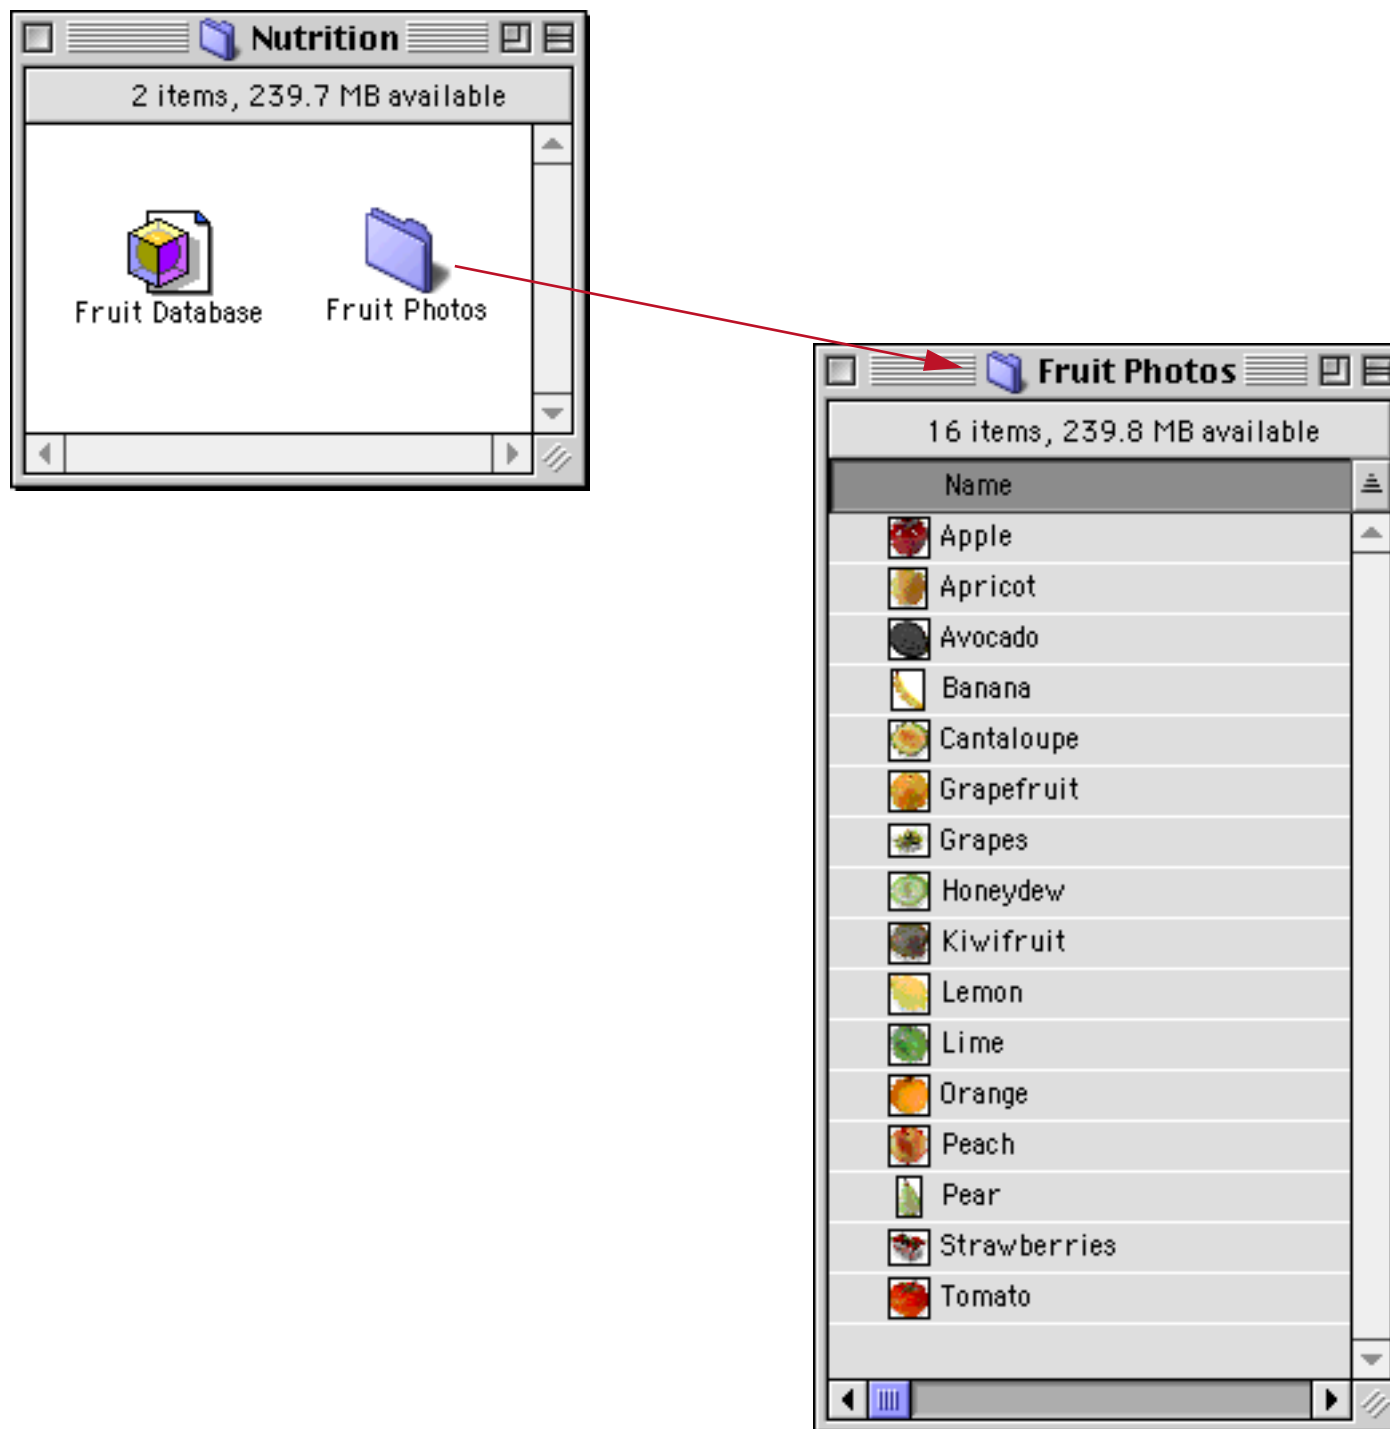 Nutrition
2 items, 239.7 MB available
Fruit Database
Fruit Photos
Fruit Photos
16 items, 239.8 MB available
Name
Apple
Apricot
Avocado
Banana
Cantaloupe
Grapefruit
Grapes
Honeydew
Kiwifruit
Lemon
Lime
Orange
Peach
Pear
Strawberries
Tomato